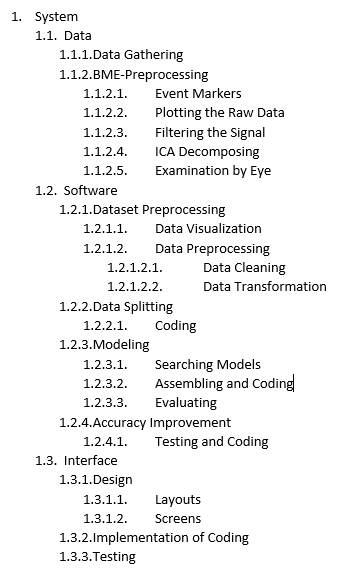 1. System
1.1. Data
1.1.1.Data Gathering
1.1.2.BME-Preprocessing
1.1.2.1. Event Markers
1.1.2.2. Plotting the Raw Data
1.1.2.3. Filtering the Signal
1.1.2.4. ICA Decomposing
1.1.2.5. Examination by Eye
1.2. Software
1.2.1.Dataset Preprocessing
1.2.1.1. Data Visualization
1.2.1.2. Data Preprocessing
1.2.1.2.1. Data Cleaning
1.2.1.2.2. Data Transformation
1.2.2.Data Splitting
1.2.2.1. Coding
1.2.3.Modeling
1.2.3.1. Searching Models
1.2.3.2. Assembling and Coding
1.2.3.3. Evaluating
1.2.4.Accuracy Improvement
1.2.4.1. Testing and Coding
1.3. Interface
1.3.1.Design
1.3.1.1. Layouts
1.3.1.2. Screens
1.3.2.Implementation of Coding
1.3.3.Testing